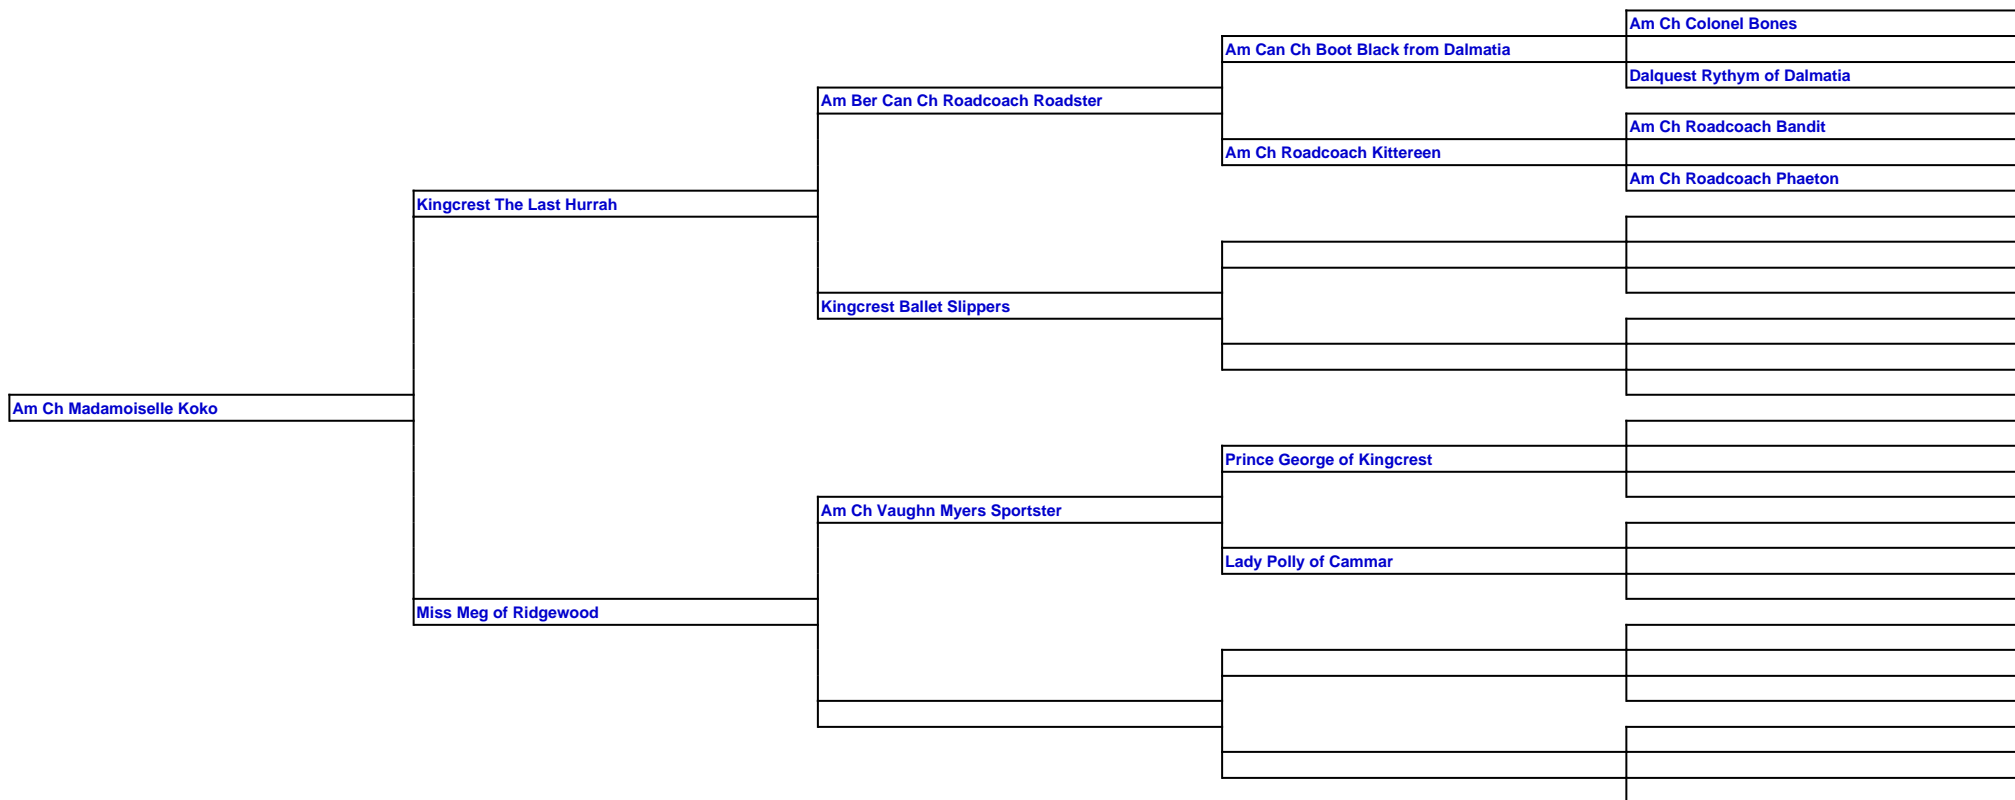 Am Ch Colonel Bones
Am Can Ch Boot Black from Dalmatia
Dalquest Rythym of Dalmatia
Am Ber Can Ch Roadcoach Roadster
Am Ch Roadcoach Bandit
Am Ch Roadcoach Kittereen
Am Ch Roadcoach Phaeton
Kingcrest The Last Hurrah
Kingcrest Ballet Slippers
Am Ch Madamoiselle Koko
Prince George of Kingcrest
Am Ch Vaughn Myers Sportster
Lady Polly of Cammar
Miss Meg of Ridgewood